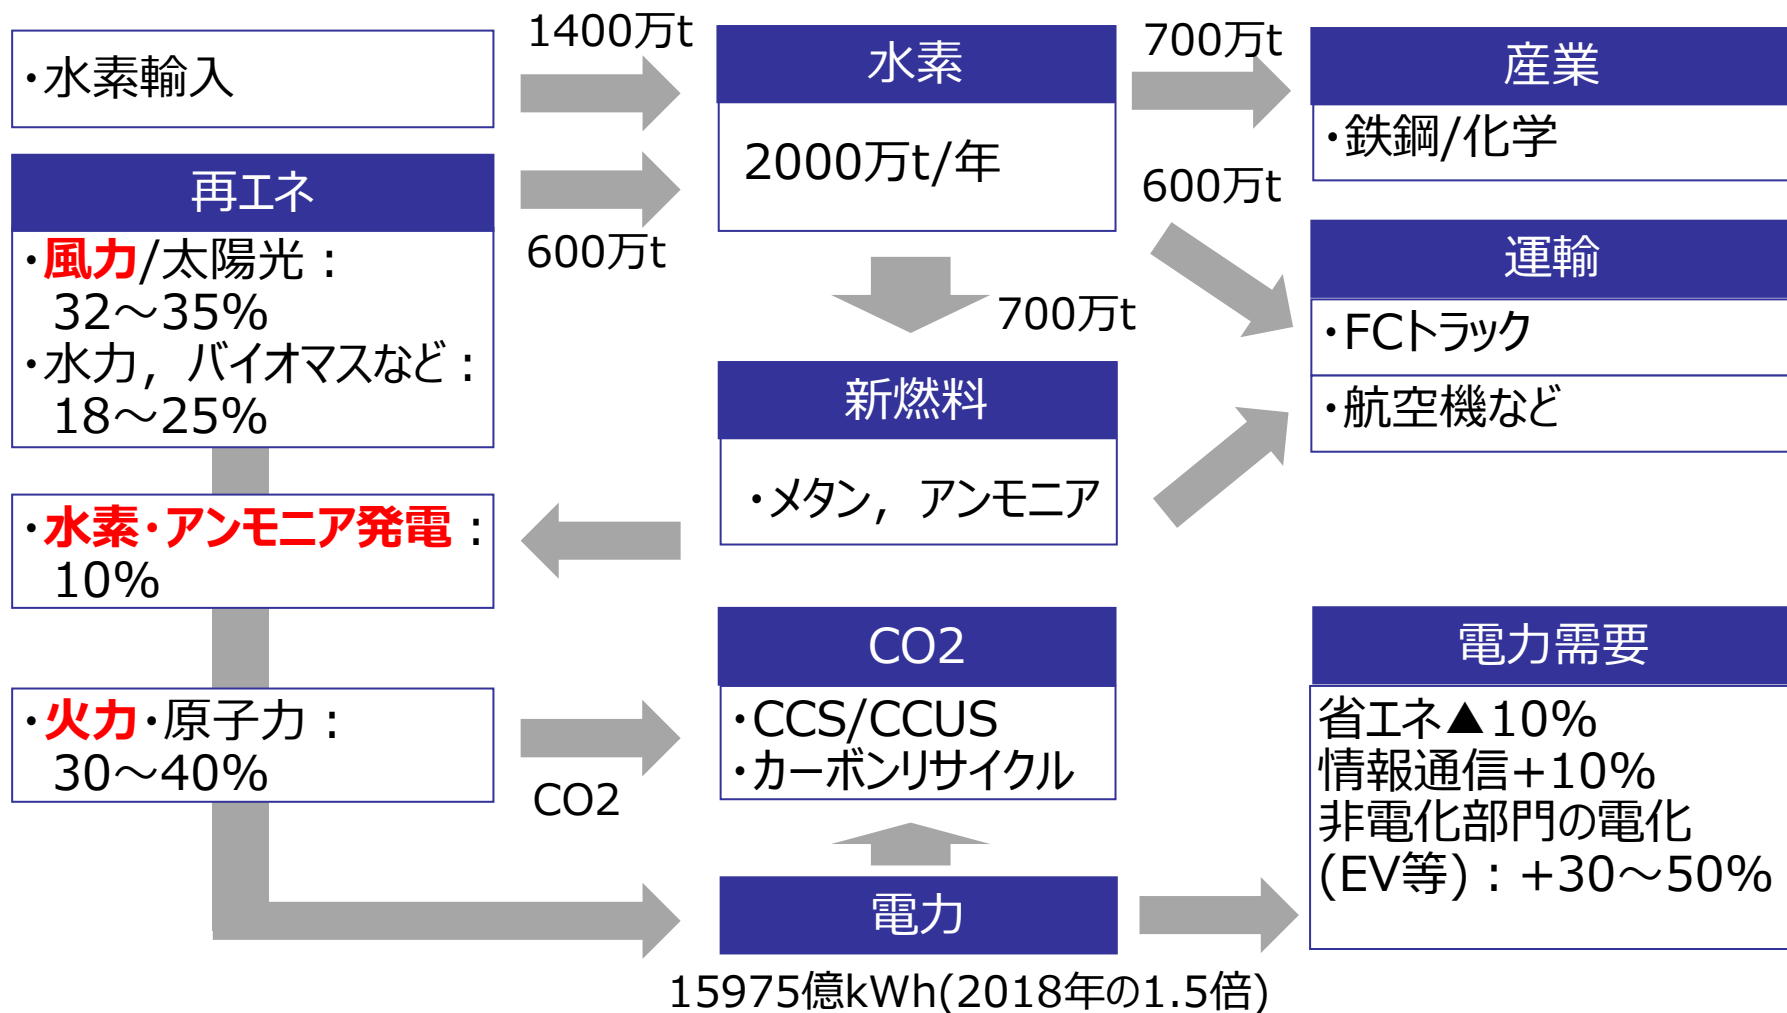 ・水素輸入
1400万t
水素
2000万t/年
700万t
産業
・鉄鋼/化学
再エネ
・風力/太陽光：
32～35%
・水力，バイオマスなど：
18～25%
600万t
600万t
運輸
・FCトラック
・航空機など
700万t
新燃料
・メタン，アンモニア
・水素・アンモニア発電：
10%
・火力・原子力：
30～40%
CO2
CO2
・CCS/CCUS
・カーボンリサイクル
電力
15975億kWh(2018年の1.5倍)
電力需要
省エネ▲10%
情報通信+10%
非電化部門の電化
(EV等)：+30～50%